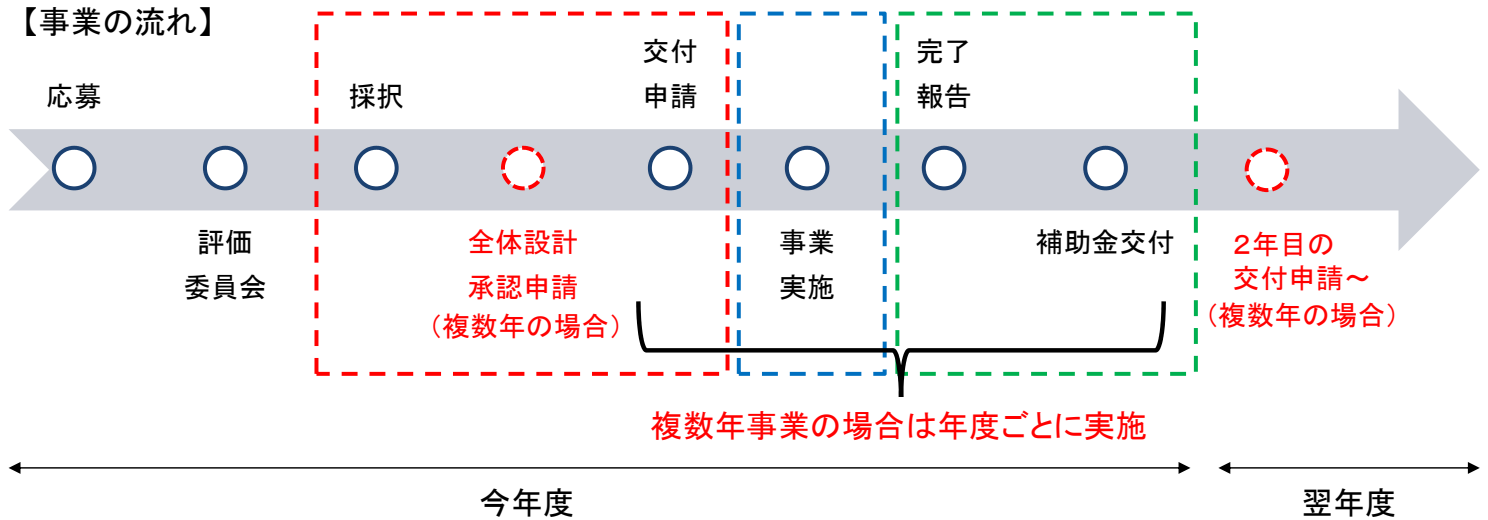 【事業の流れ】
応募
評価
委員会
採択
全体設計
承認申請
（複数年の場合）
交付
申請
事業
実施
完了
報告
補助金交付
２年目の
交付申請～
（複数年の場合）
複数年事業の場合は年度ごとに実施
今年度
翌年度